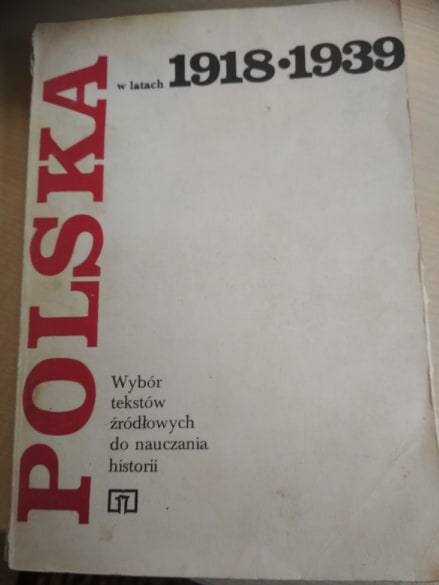 POLSKA
w latach 1918·1939
Wybór
tekstów
źródłowych
do nauczania
historii